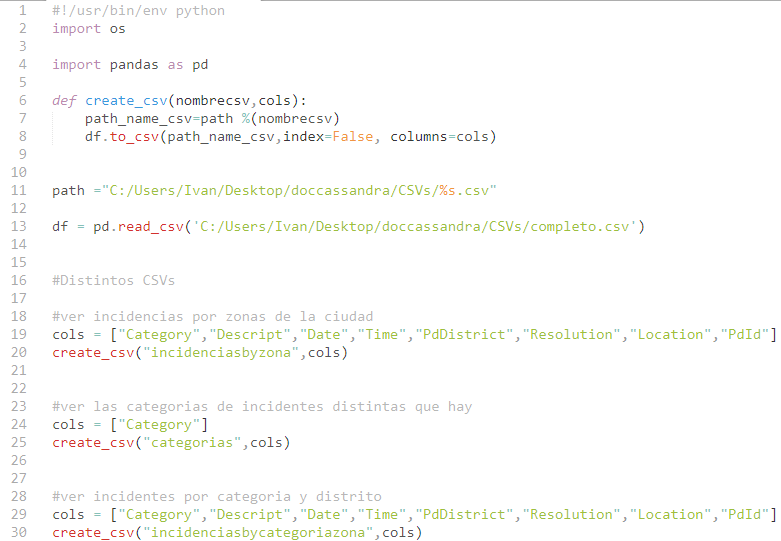 1 #!/usr/bin/env python
2 import os
3
4 import pandas as pd
5
6 def create_csv(nombrecsv,cols):
7     path_name_csv=path %(nombrecsv)
8     df.to_csv(path_name_csv,index=False, columns=cols)
9
10
11 path ="C:/Users/Ivan/Desktop/doccassandra/CSVs/%s.csv"
12
13 df = pd.read_csv('C:/Users/Ivan/Desktop/doccassandra/CSVs/completo.csv')
14
15
16 #Distintos CSVs
17
18 #ver incidencias por zonas de la ciudad
19 cols = ["Category","Descript","Date","Time","PdDistrict","Resolution","Location","PdId"]
20 create_csv("incidenciasbyzona",cols)
21
22
23 #ver las categorias de incidentes distintas que hay
24 cols = ["Category"]
25 create_csv("categorias",cols)
26
27
28 #ver incidentes por categoria y distrito
29 cols = ["Category","Descript","Date","Time","PdDistrict","Resolution","Location","PdId"]
30 create_csv("incidenciasbycategoriazona",cols)